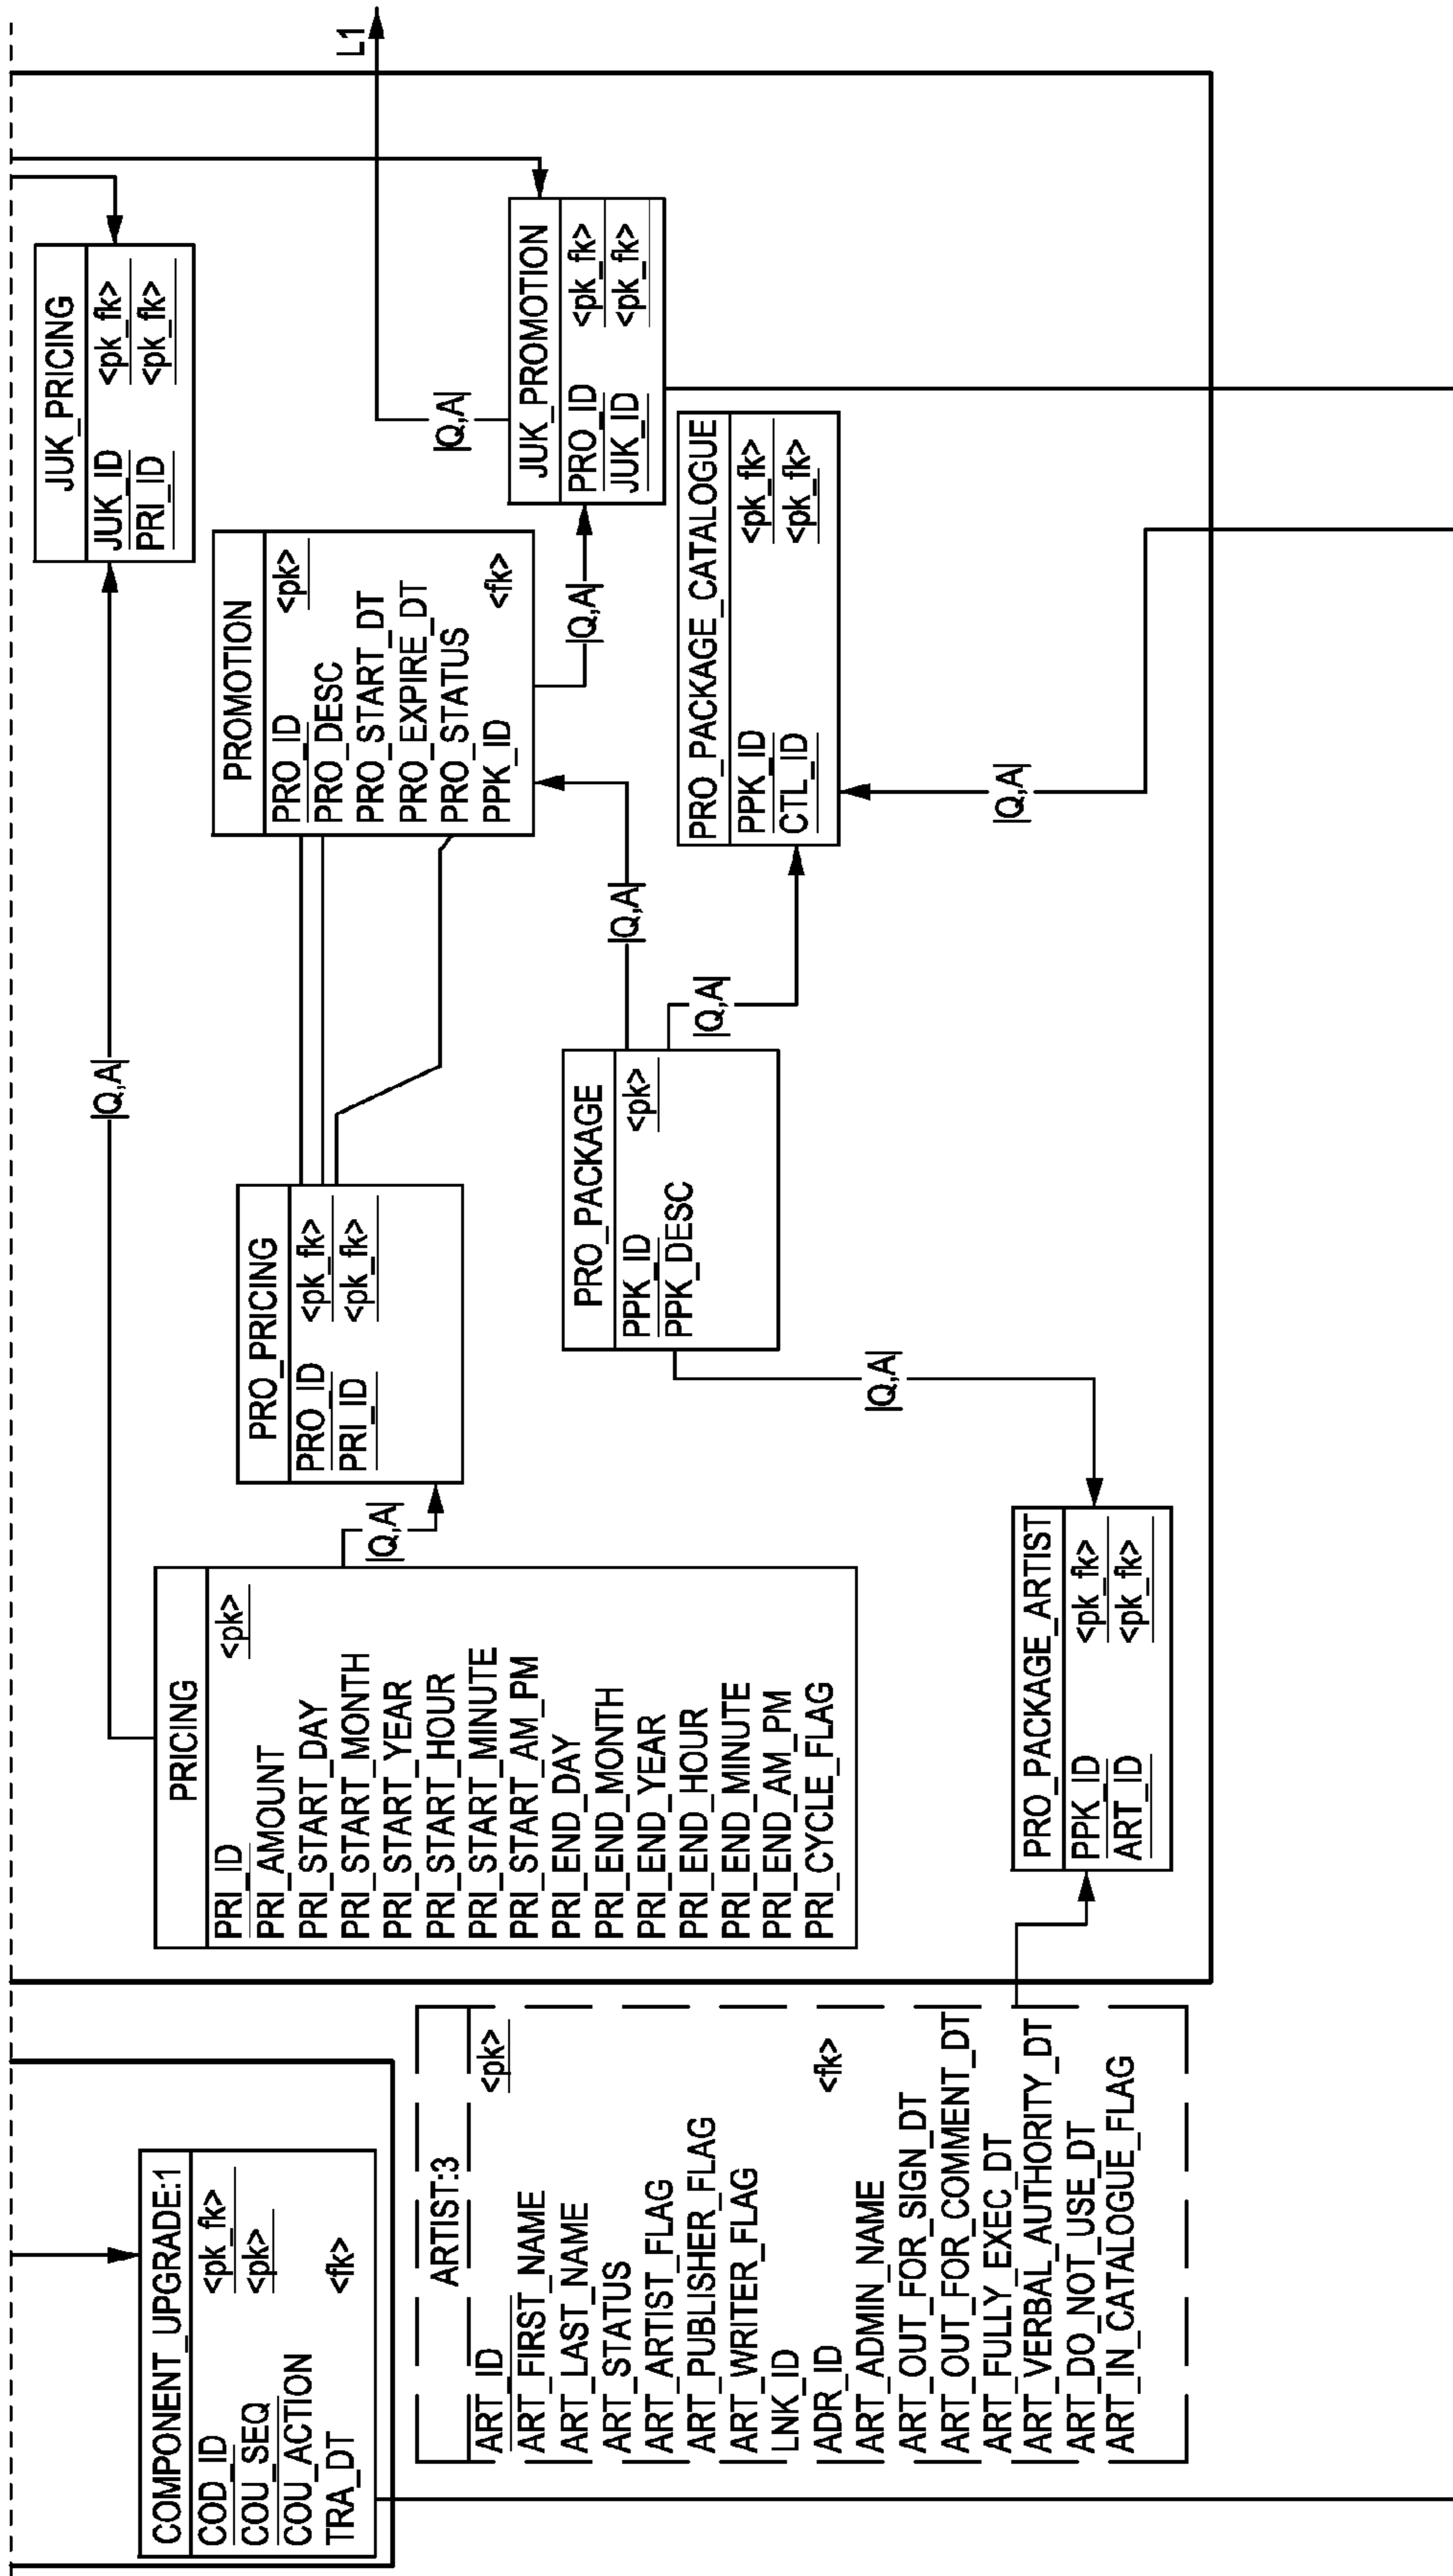 COMPONENT_UPGRADE:1
COD_ID <pk_fk>
COU_SEQ <pk>
COU_ACTION
TRA_DT <fk>
ARTIST:3
ART_ID <pk>
ART_FIRST_NAME
ART_LAST_NAME
ART_STATUS
ART_ARTIST_FLAG
ART_PUBLISHER_FLAG
ART_WRITER_FLAG
LNK_ID
ADR_ID <fk>
ART_ADMIN_NAME
ART_OUT_FOR_SIGN_DT
ART_OUT_FOR_COMMENT_DT
ART_FULLY_EXEC_DT
ART_VERBAL_AUTHORITY_DT
ART_DO_NOT_USE_DT
ART_IN_CATALOGUE_FLAG
PRICING
PRI_ID <pk>
PRI_AMOUNT
PRI_START_DAY
PRI_START_MONTH
PRI_START_YEAR
PRI_START_HOUR
PRI_START_MINUTE
PRI_START_AM_PM
PRI_END_DAY
PRI_END_MONTH
PRI_END_YEAR
PRI_END_HOUR
PRI_END_MINUTE
PRI_END_AM_PM
PRI_CYCLE_FLAG
|Q,A|
|Q,A|
PRO_PRICING
PRO_ID <pk_fk>
PRI_ID <pk_fk>
PRO_PACKAGE
PPK_ID <pk>
PPK_DESC
|Q,A|
PRO_PACKAGE_ARTIST
PPK_ID <pk_fk>
ART_ID <pk_fk>
|Q,A|
|Q,A|
PROMOTION
PRO_ID <pk>
PRO_DESC
PRO_START_DT
PRO_EXPIRE_DT
PRO_STATUS
PPK_ID <fk>
|Q,A|
JUK_PRICING
JUK_ID <pk_fk>
PRI_ID <pk_fk>
|Q,A|
L1
JUK_PROMOTION
PRO_ID <pk_fk>
JUK_ID <pk_fk>
PRO_PACKAGE_CATALOGUE
PPK_ID <pk_fk>
CTL_ID <pk_fk>
|Q,A|